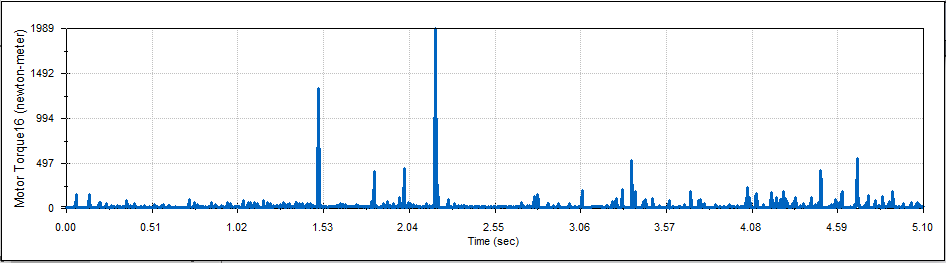 Motor Torque16 (newton-meter)
1989
1492
994
497
0
0.00 0.51 1.02 1.53 2.04 2.55 3.06 3.57 4.08 4.59 5.10
Time (sec)